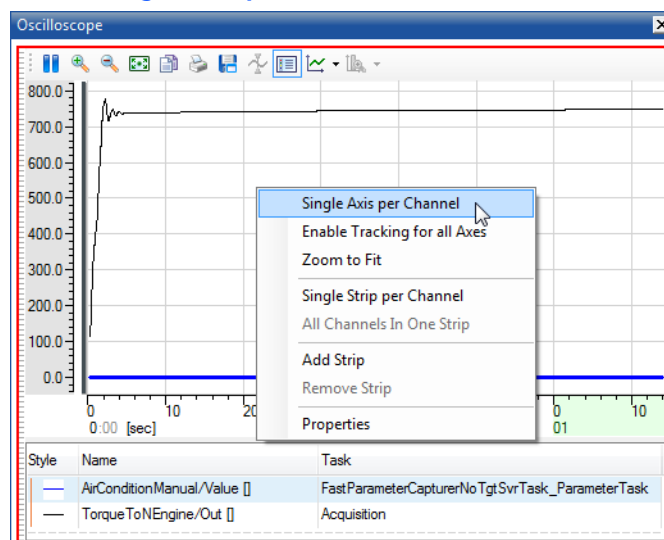 Oscilloscope
800.0
700.0
600.0
500.0
400.0
300.0
200.0
100.0
0.0
Single Axis per Channel
Enable Tracking for all Axes
Zoom to Fit
Single Strip per Channel
All Channels In One Strip
Add Strip
Remove Strip
Properties
0 10 20 0 10
0:00 [sec] 01
Style Name Task
AirConditionManual/Value [] FastParameterCapturerNoTgtSvrTask_ParameterTask
TorqueToNEngine/Out [] Acquisition